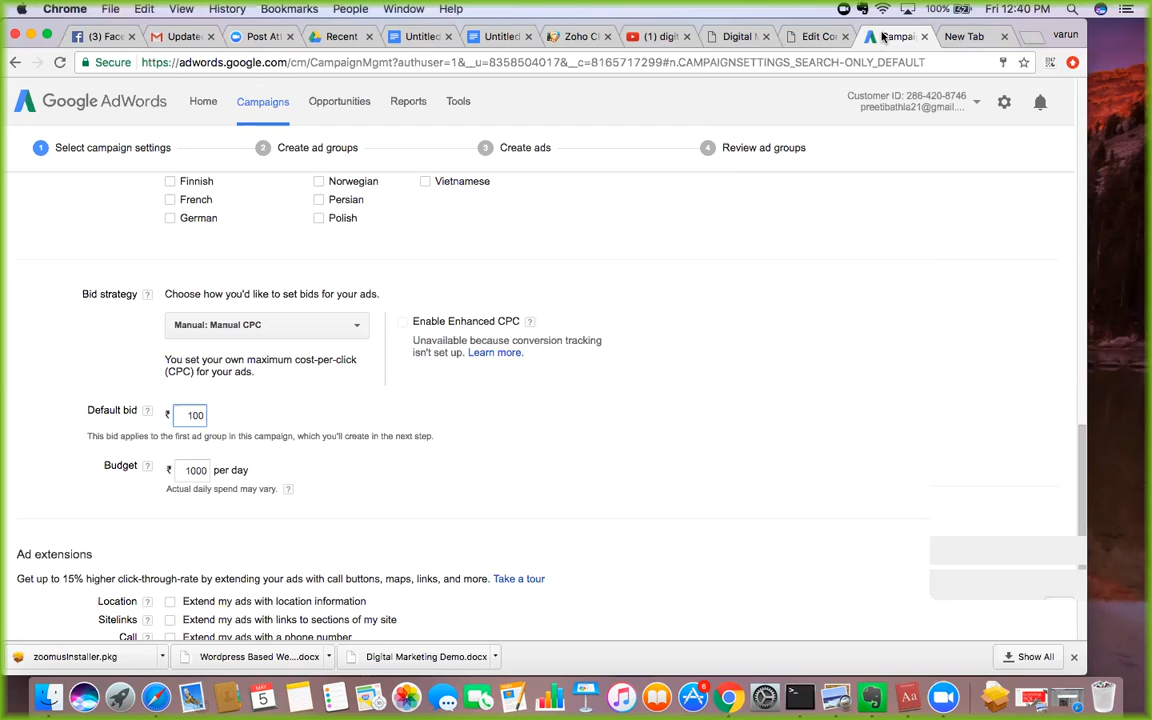 Chrome File Edit View History Bookmarks People Window Help 100% Fri 12:40 PM
(3) Face Update Post Att Recent Untitled Untitled Zoho C (1) digit Digital M Edit Con Campai New Tab varun
Secure https://adwords.google.com/cm/CampaignMgmt?authuser=1&__u=8358504017&__c=8165717299#n.CAMPAIGNSETTINGS_SEARCH-ONLY_DEFAULT
Google AdWords Home Campaigns Opportunities Reports Tools
Customer ID: 286-420-8746
preetibathla21@gmail....
1 Select campaign settings 2 Create ad groups 3 Create ads 4 Review ad groups
Finnish Norwegian Vietnamese
French Persian
German Polish
Bid strategy ? Choose how you'd like to set bids for your ads.
Manual: Manual CPC Enable Enhanced CPC ?
Unavailable because conversion tracking
isn't set up. Learn more.
You set your own maximum cost-per-click
(CPC) for your ads.
Default bid ? ₹ 100
This bid applies to the first ad group in this campaign, which you'll create in the next step.
Budget ? ₹ 1000 per day
Actual daily spend may vary. ?
Ad extensions
Get up to 15% higher click-through-rate by extending your ads with call buttons, maps, links, and more. Take a tour
Location ? Extend my ads with location information
Sitelinks ? Extend my ads with links to sections of my site
Call ? Extend my ads with a phone number
zoomusInstaller.pkg Wordpress Based We....docx Digital Marketing Demo.docx Show All
MAY
5
6
Aa